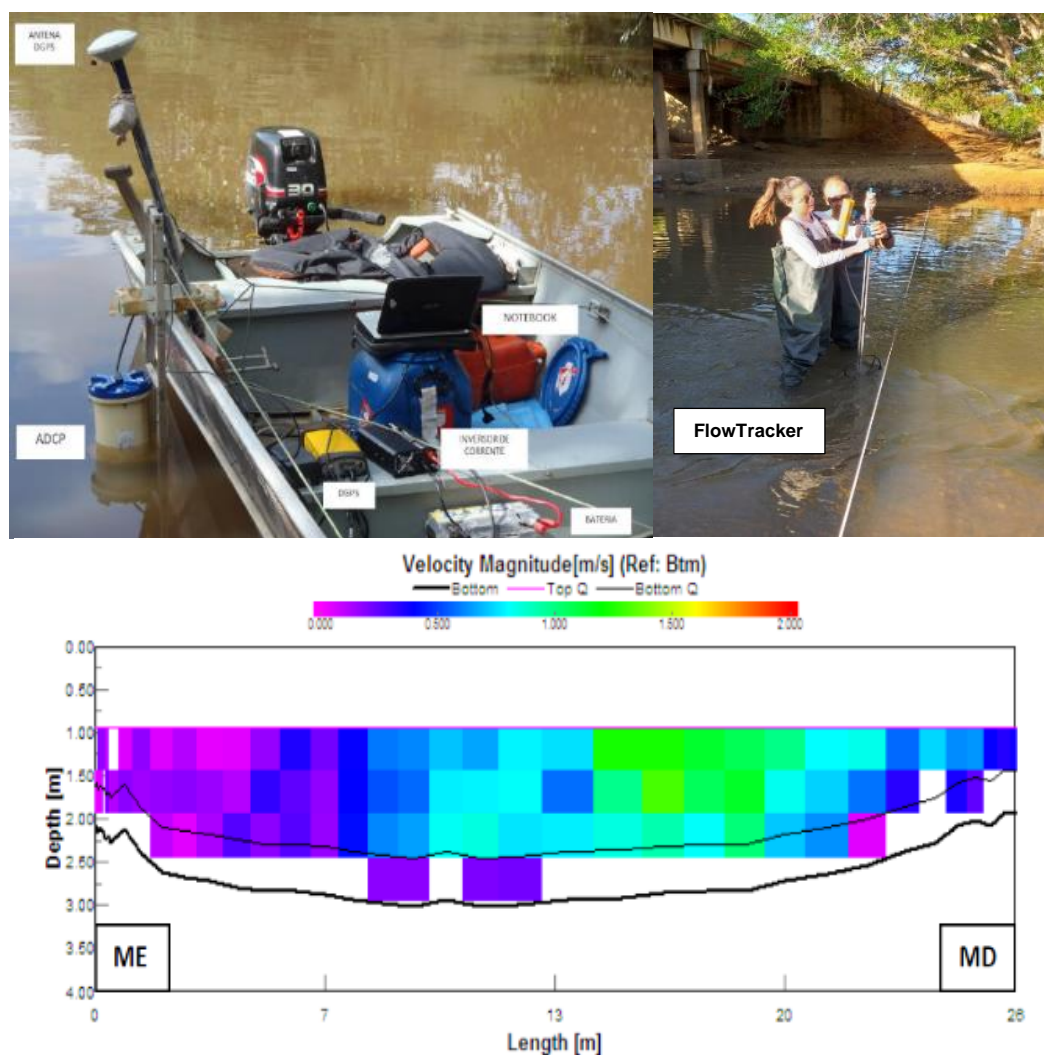 ANTENA
DGPS
30
NOTEBOOK
ADCP
INVERSOR DE
CORRENTE
DGPS
BATERIA
FlowTracker
Velocity Magnitude[m/s] (Ref: Btm)
Bottom Top Q Bottom Q
0.000 0.500 1.000 1.500 2.000
Depth [m]
0.00
0.50
1.00
1.50
2.00
2.50
3.00
3.50
4.00
ME
MD
0 7 13 20 26
Length [m]